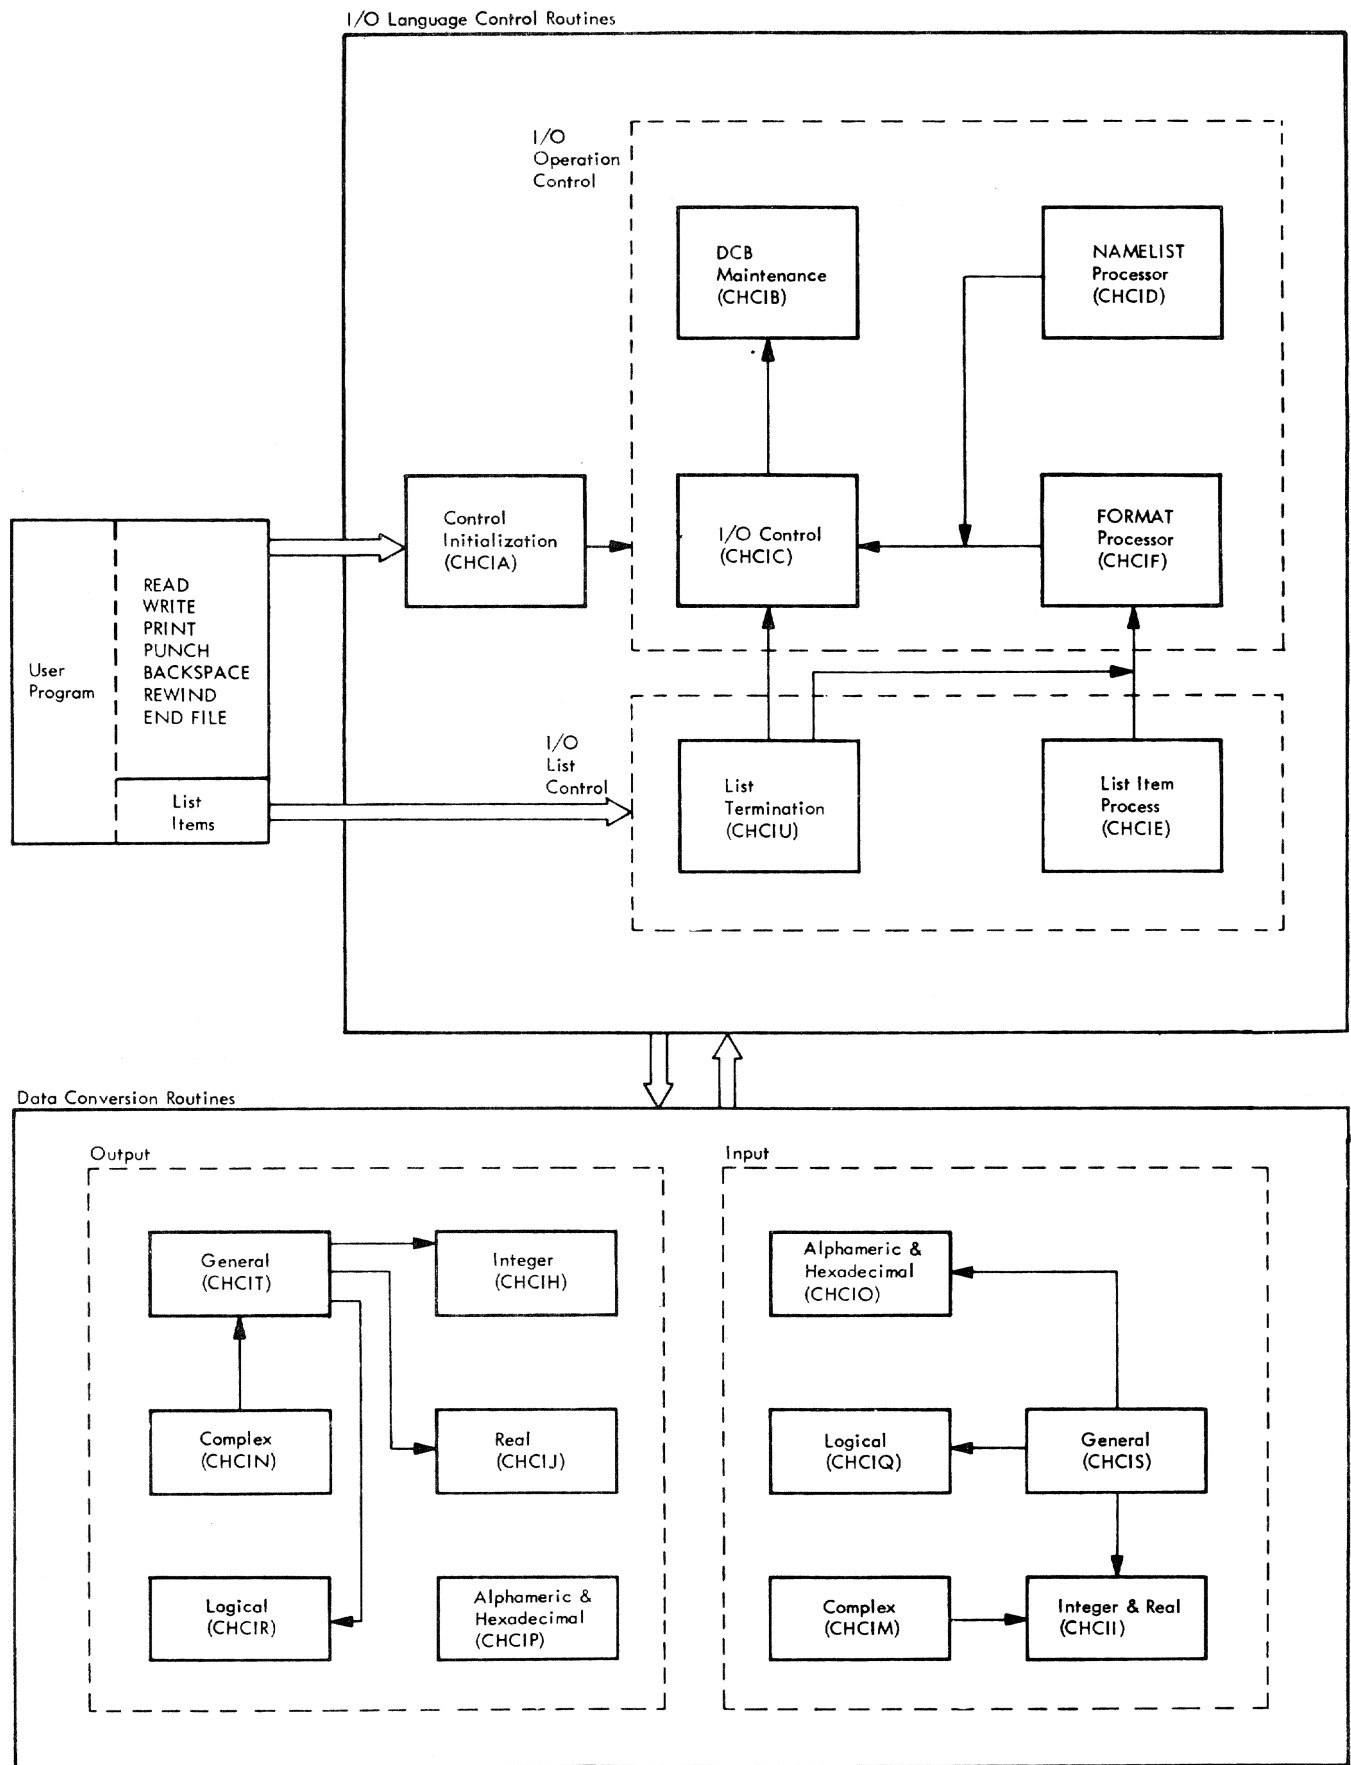 I/O Language Control Routines
I/O
Operation
Control
DCB
Maintenance
(CHCIB)
NAMELIST
Processor
(CHCID)
Control
Initialization
(CHCIA)
I/O Control
(CHCIC)
FORMAT
Processor
(CHCIF)
User
Program
READ
WRITE
PRINT
PUNCH
BACKSPACE
REWIND
END FILE
List
Items
I/O
List
Control
List
Termination
(CHCIU)
List Item
Process
(CHCIE)
Data Conversion Routines
Output
General
(CHCIT)
Integer
(CHCIH)
Complex
(CHCIN)
Real
(CHCIJ)
Logical
(CHCIR)
Alphameric &
Hexadecimal
(CHCIP)
Input
Alphameric &
Hexadecimal
(CHCIO)
Logical
(CHCIQ)
General
(CHCIS)
Complex
(CHCIM)
Integer & Real
(CHCII)